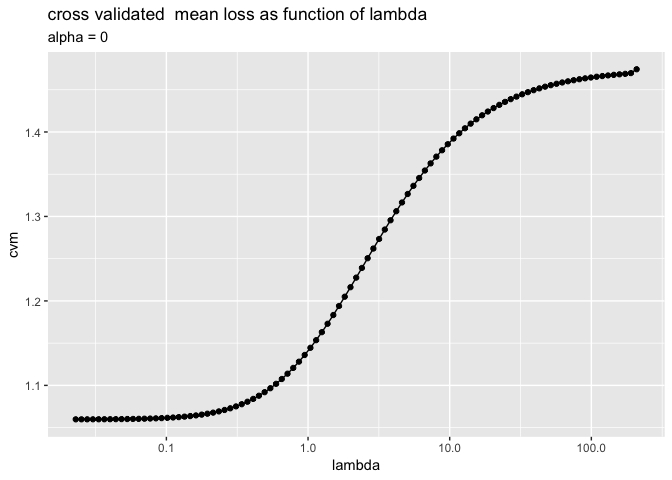 cross validated  mean loss as function of lambda
alpha = 0
1.4
1.3
1.2
1.1
cvm
0.1 1.0 10.0 100.0
lambda